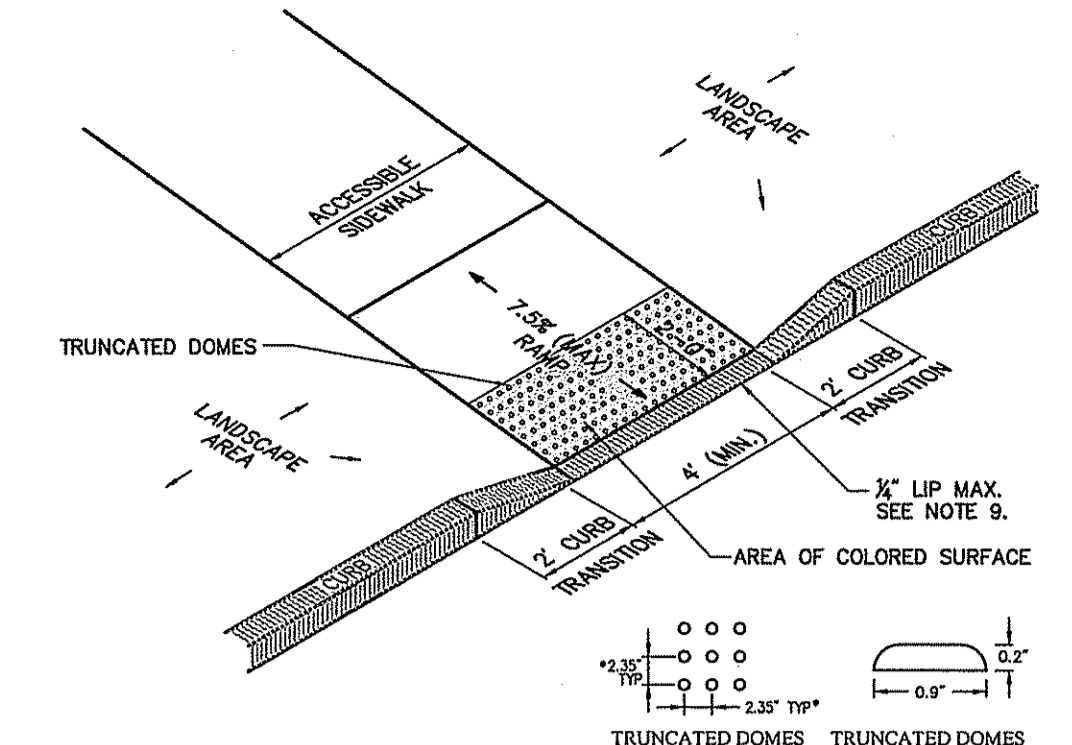 LANDSCAPE
AREA
ACCESSIBLE
SIDEWALK
CURB
7.5% (MAX)
RAMP
2'-0"
TRUNCATED DOMES
2' CURB
TRANSITION
LANDSCAPE
AREA
4' (MIN.)
¼" LIP MAX.
SEE NOTE 9.
2' CURB
TRANSITION
AREA OF COLORED SURFACE
CURB
*2.35"
TYP
2.35" TYP*
0.2"
0.9"
TRUNCATED DOMES
TRUNCATED DOMES